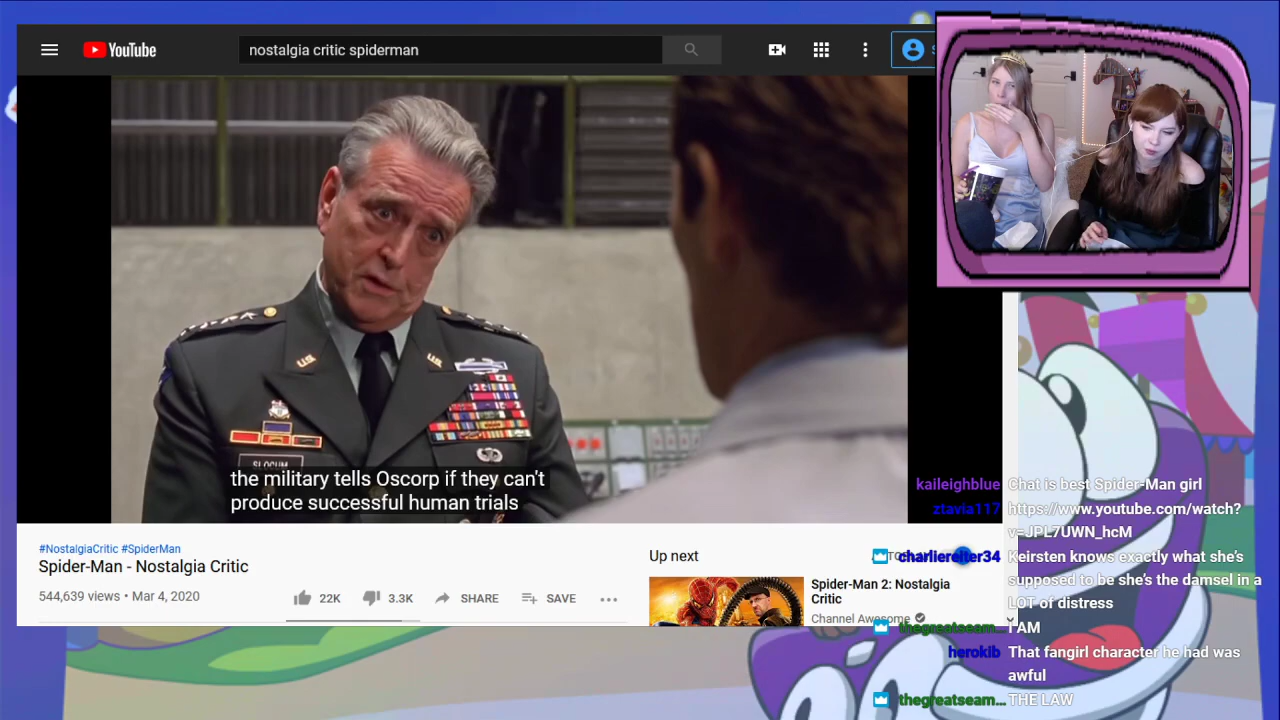 YouTube
nostalgia critic spiderman
U.S.
U.S.
SLOCUM
the military tells Oscorp if they can't
produce successful human trials
#NostalgiaCritic #SpiderMan
Spider-Man - Nostalgia Critic
544,639 views • Mar 4, 2020
22K
3.3K
SHARE
SAVE
Up next
Spider-Man 2: Nostalgia
Critic
Channel Awesome
kaileighblue Chat is best Spider-Man girl
ztavia117 https://www.youtube.com/watch?
v=JPL7UWN_hcM
charliereiter34 Keirsten knows exactly what she's
supposed to be she's the damsel in a
LOT of distress
thegreatseam... I AM
herokib That fangirl character he had was
awful
thegreatseam... THE LAW